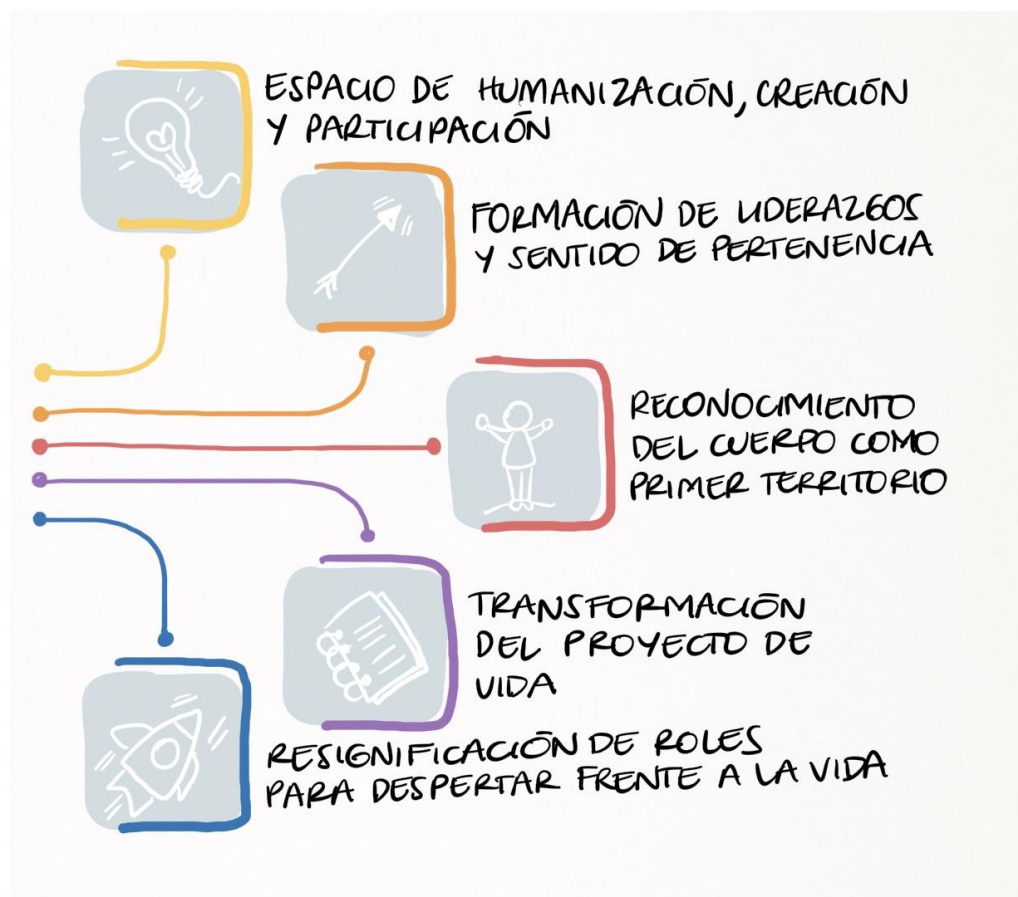 ESPACIO DE HUMANIZACIÓN, CREACIÓN
Y PARTICIPACIÓN
FORMACIÓN DE LIDERAZGOS
Y SENTIDO DE PERTENENCIA
RECONOCIMIENTO
DEL CUERPO COMO
PRIMER TERRITORIO
TRANSFORMACIÓN
DEL PROYECTO DE
VIDA
RESIGNIFICACIÓN DE ROLES
PARA DESPERTAR FRENTE A LA VIDA